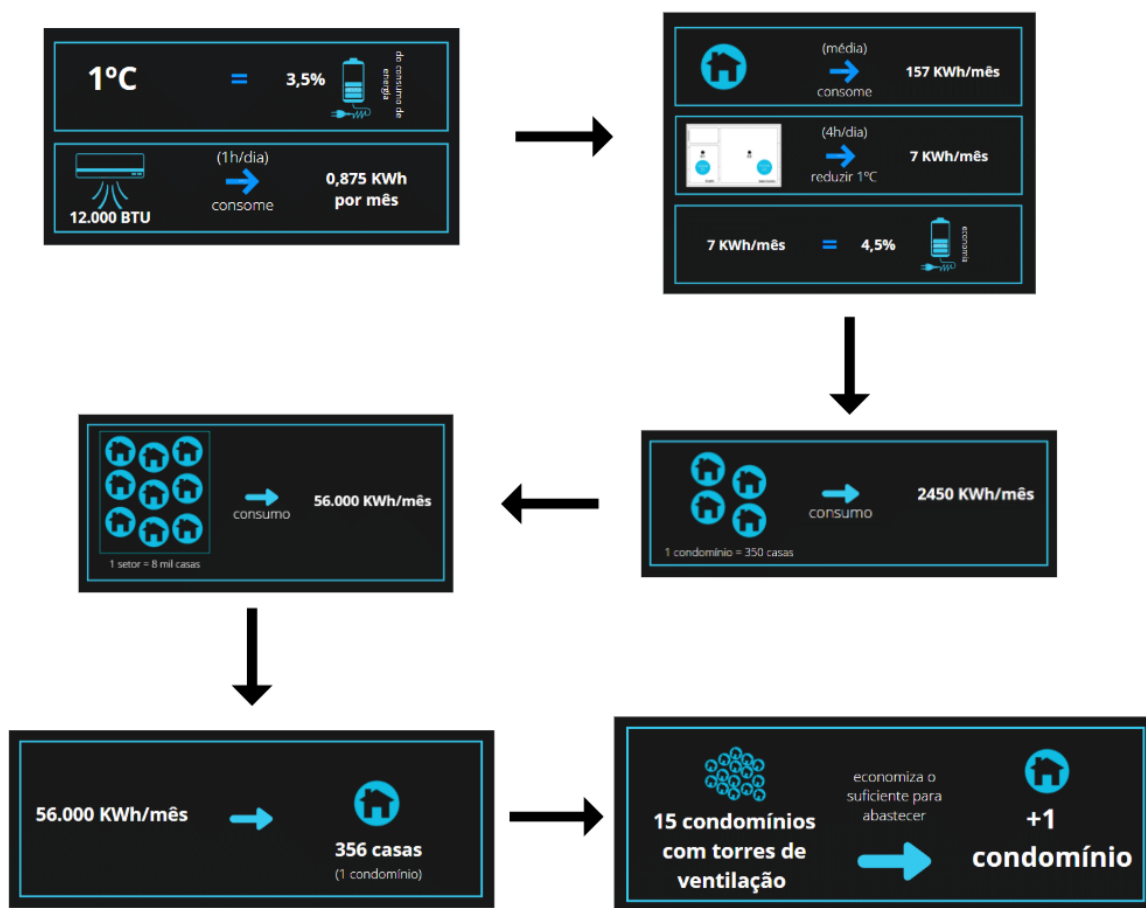 1ºC
=
3,5%
do consumo de
energia
12.000 BTU
(1h/dia)
consome
0,875 KWh
por mês
(média)
consome
157 KWh/mês
(4h/dia)
reduzir 1ºC
7 KWh/mês
7 KWh/mês
=
4,5%
economia
1 condomínio = 350 casas
consumo
2450 KWh/mês
1 setor = 8 mil casas
consumo
56.000 KWh/mês
56.000 KWh/mês
356 casas
(1 condomínio)
15 condomínios
com torres de
ventilação
economiza o
suficiente para
abastecer
+1
condomínio